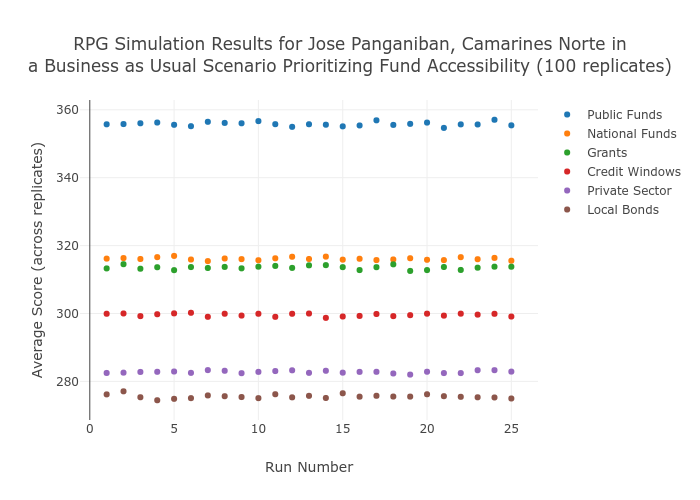 RPG Simulation Results for Jose Panganiban, Camarines Norte in
a Business as Usual Scenario Prioritizing Fund Accessibility (100 replicates)
Average Score (across replicates)
360
340
320
300
280
0
5
10
15
20
25
Run Number
Public Funds
National Funds
Grants
Credit Windows
Private Sector
Local Bonds